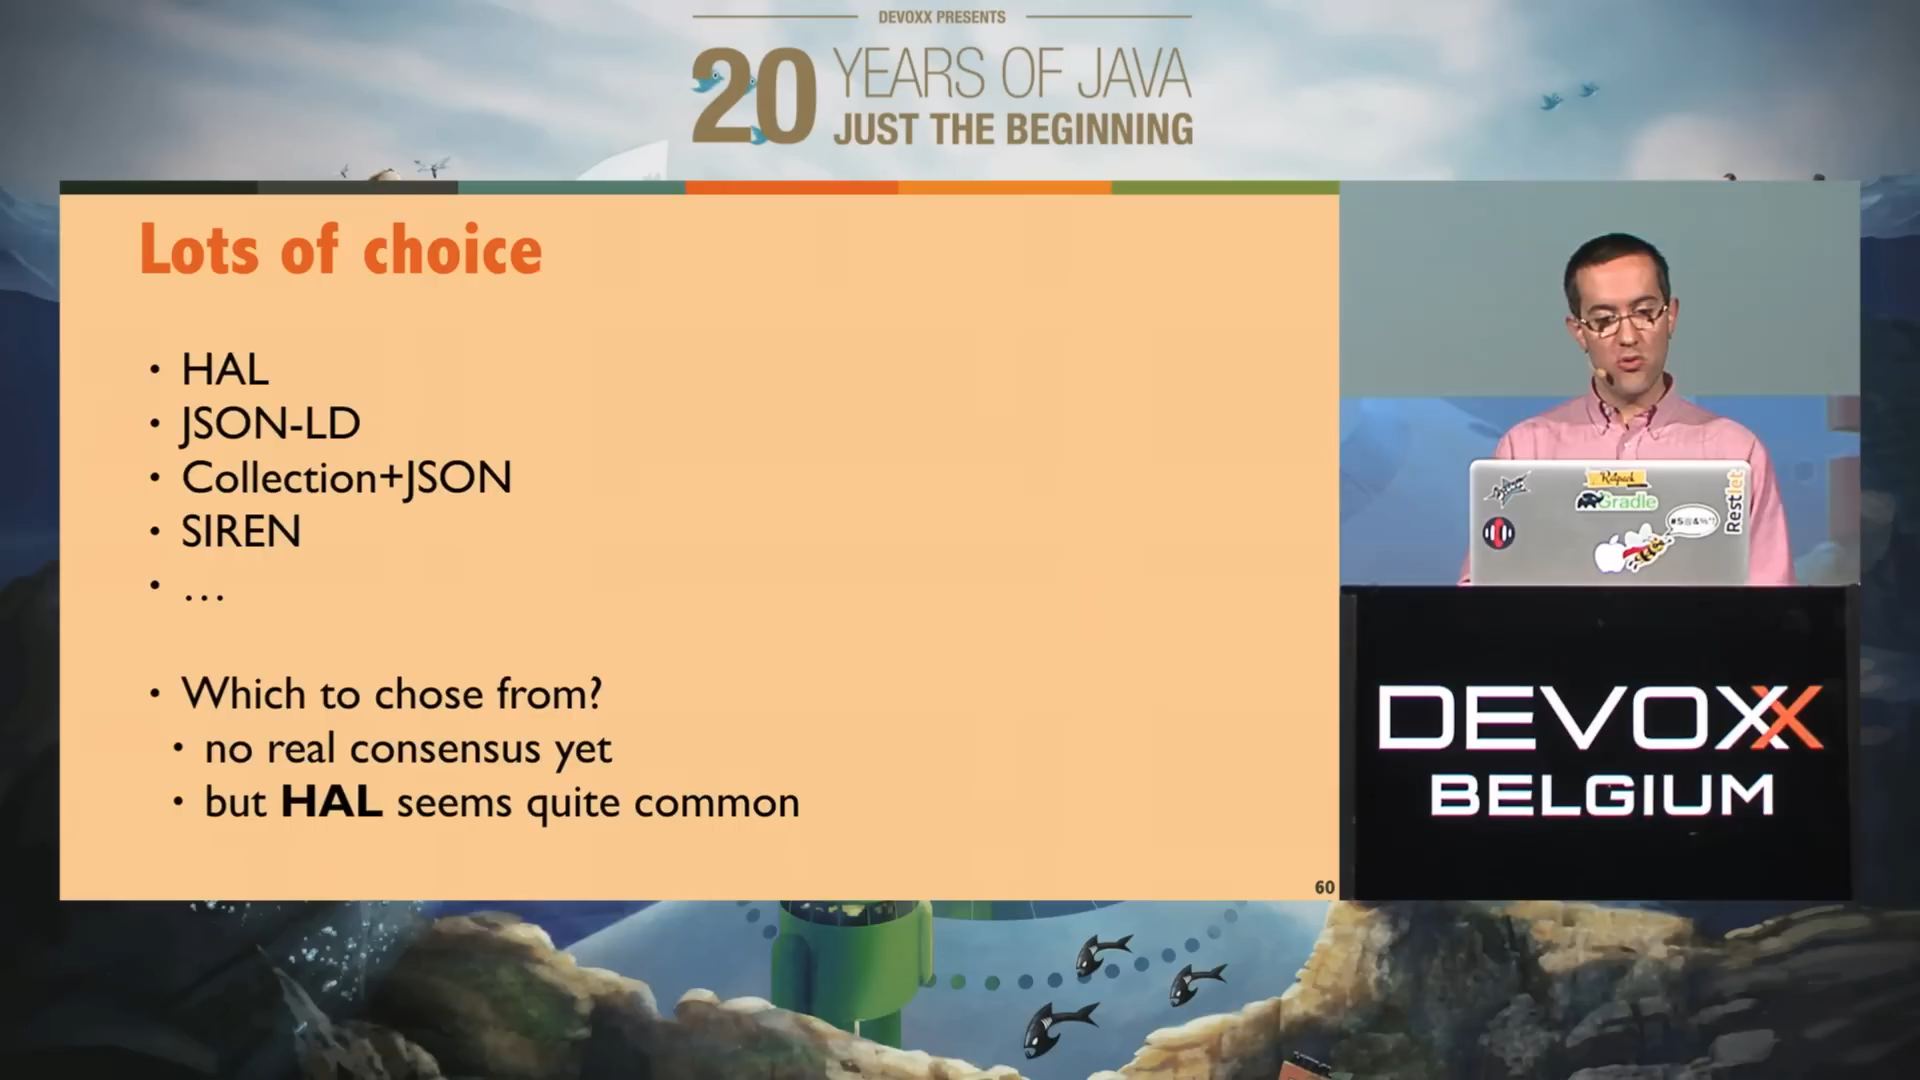 DEVOXX PRESENTS
20 YEARS OF JAVA
JUST THE BEGINNING
Lots of choice
• HAL
• JSON-LD
• Collection+JSON
• SIREN
• …
• Which to chose from?
• no real consensus yet
• but HAL seems quite common
60
Ratpack
Gradle
Restlet
#$@&%*!
DEVOXX
BELGIUM